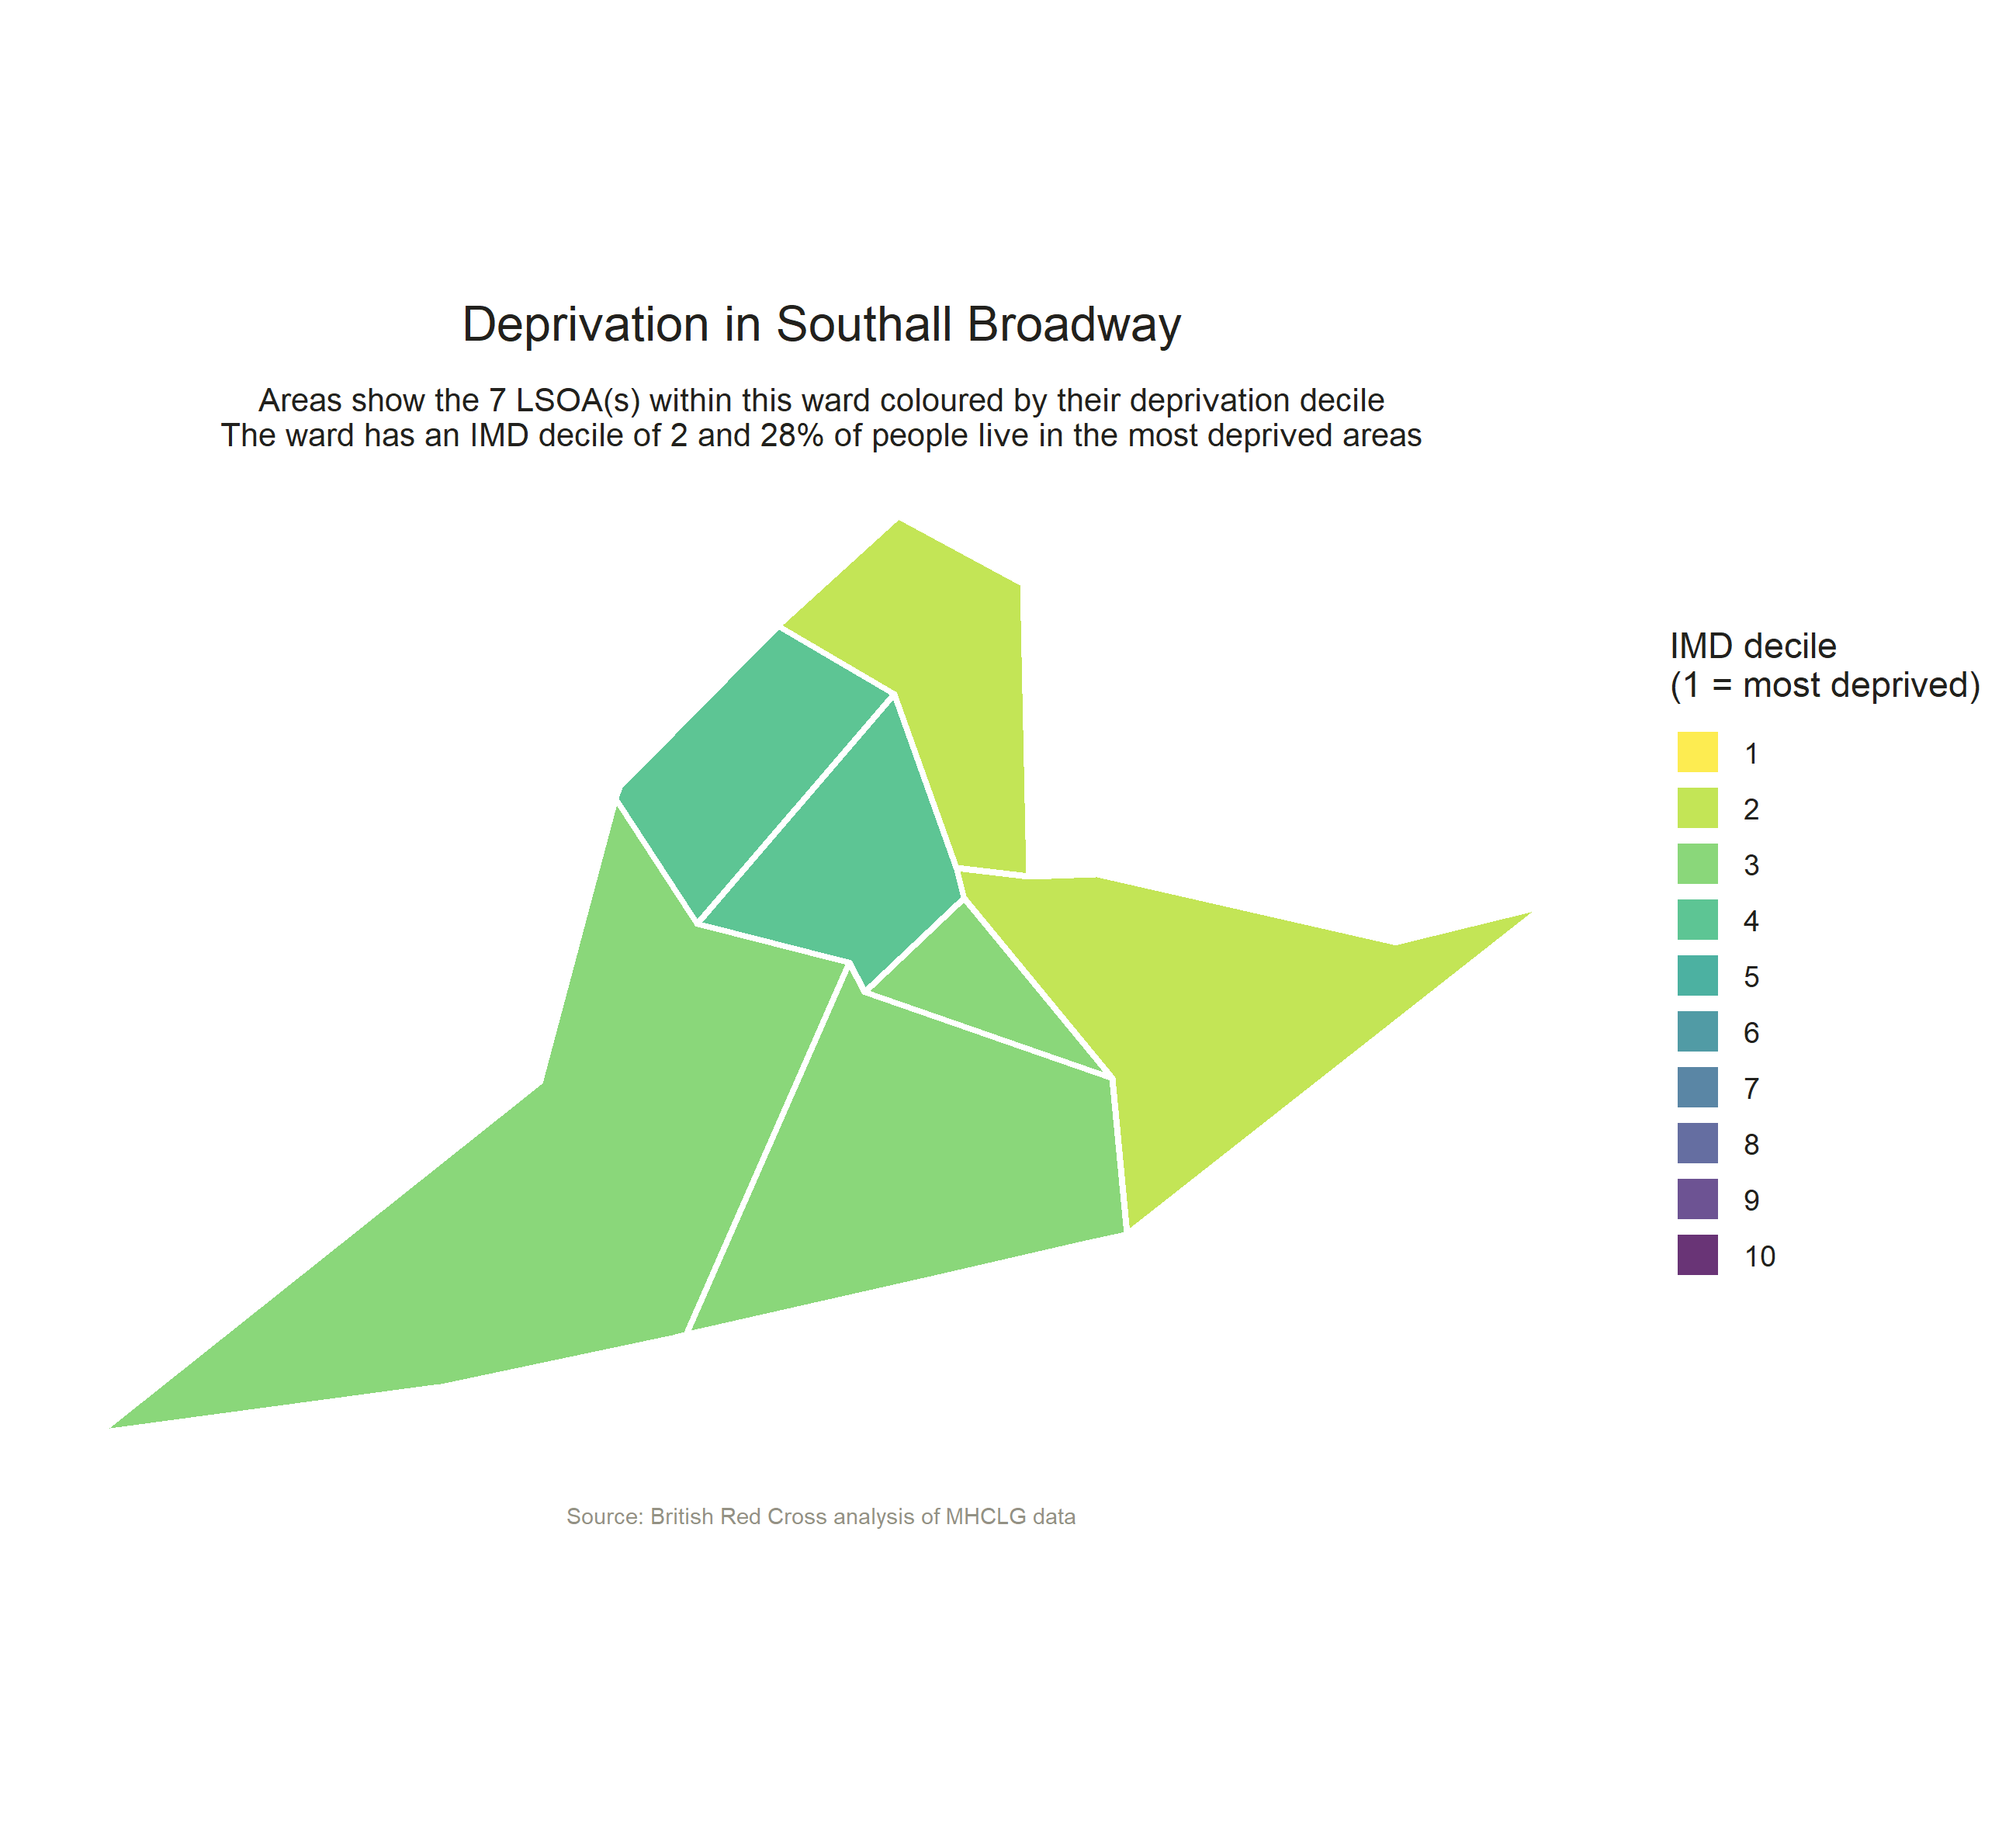 Deprivation in Southall Broadway
Areas show the 7 LSOA(s) within this ward coloured by their deprivation decile
The ward has an IMD decile of 2 and 28% of people live in the most deprived areas
IMD decile
(1 = most deprived)
1
2
3
4
5
6
7
8
9
10
Source: British Red Cross analysis of MHCLG data